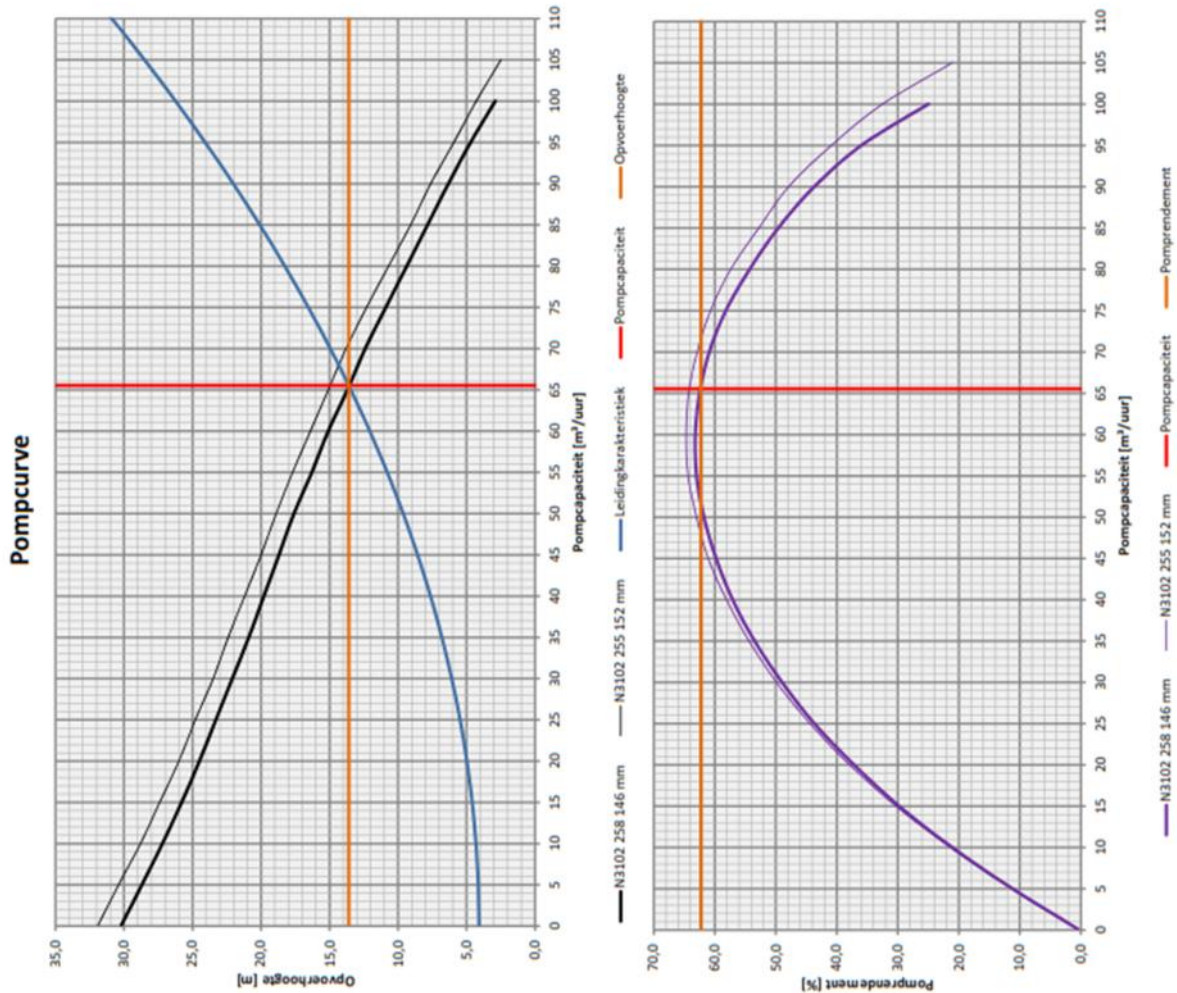 Pompcurve
Opvoerhoogte [m]
35,0
30,0
25,0
20,0
15,0
10,0
5,0
0,0
0 5 10 15 20 25 30 35 40 45 50 55 60 65 70 75 80 85 90 95 100 105 110
Pompcapaciteit [m³/uur]
N3102 258 146 mm N3102 255 152 mm Leidingkarakteristiek Pompcapaciteit Opvoerhoogte
Pomprendement [%]
70,0
60,0
50,0
40,0
30,0
20,0
10,0
0,0
0 5 10 15 20 25 30 35 40 45 50 55 60 65 70 75 80 85 90 95 100 105 110
Pompcapaciteit [m³/uur]
N3102 258 146 mm N3102 255 152 mm Pompcapaciteit Pomprendement